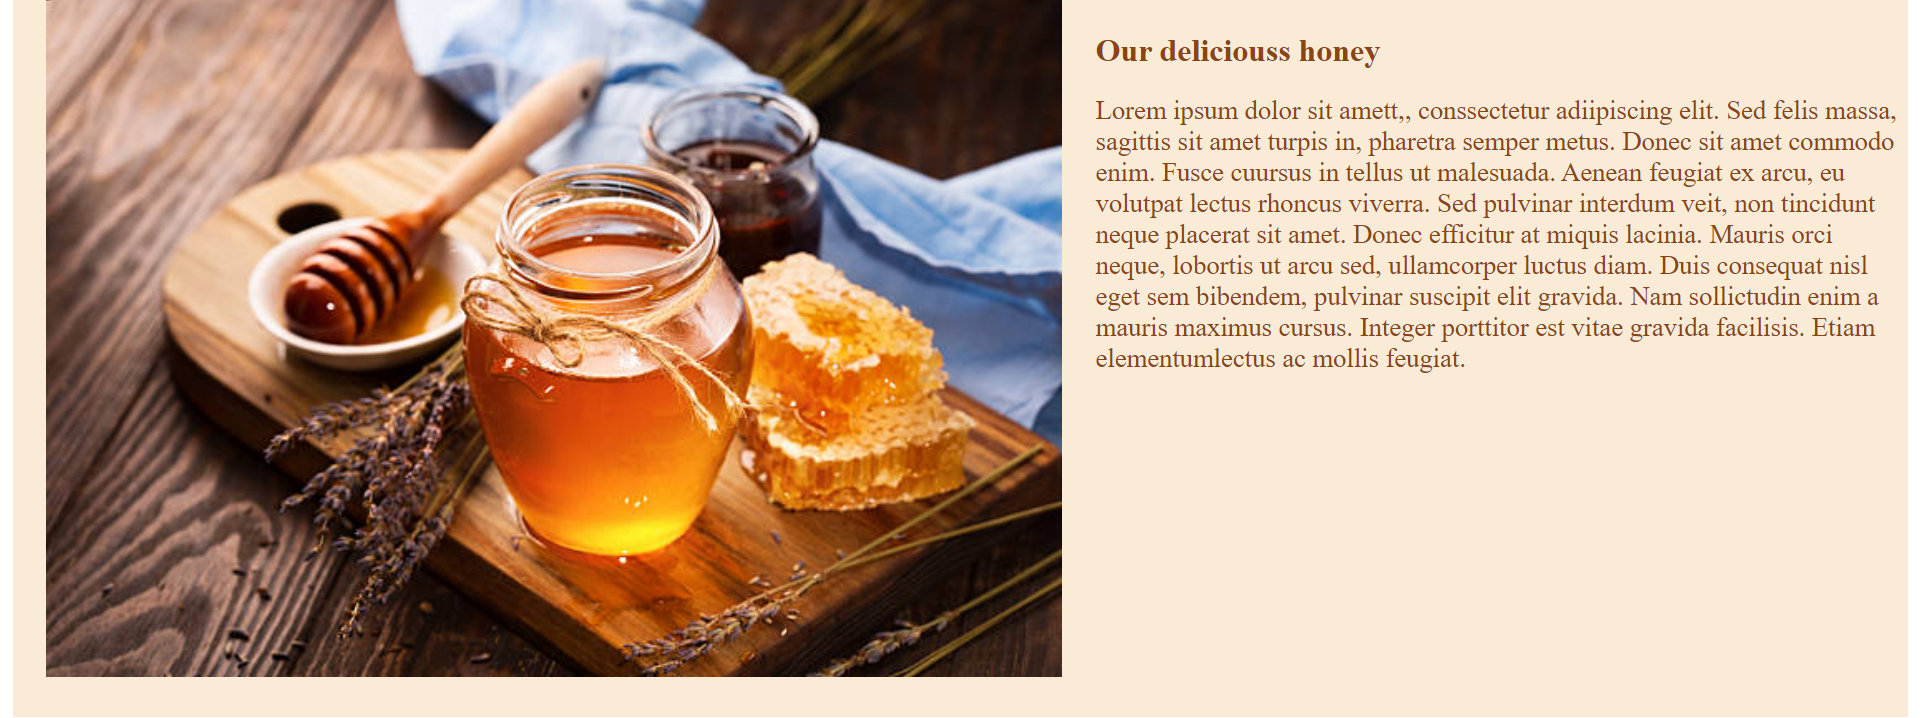 Our deliciouss honey
Lorem ipsum dolor sit amett,, conssectetur adiipiscing elit. Sed felis massa,
sagittis sit amet turpis in, pharetra semper metus. Donec sit amet commodo
enim. Fusce cuursus in tellus ut malesuada. Aenean feugiat ex arcu, eu
volutpat lectus rhoncus viverra. Sed pulvinar interdum veit, non tincidunt
neque placerat sit amet. Donec efficitur at miquis lacinia. Mauris orci
neque, lobortis ut arcu sed, ullamcorper luctus diam. Duis consequat nisl
eget sem bibendem, pulvinar suscipit elit gravida. Nam sollictudin enim a
mauris maximus cursus. Integer porttitor est vitae gravida facilisis. Etiam
elementumlectus ac mollis feugiat.